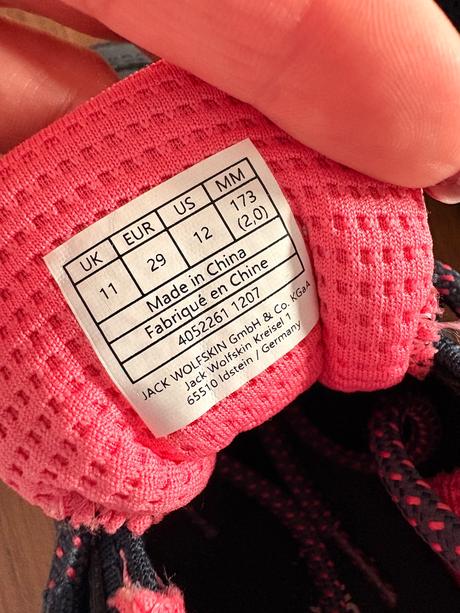 UK EUR US MM
11 29 12 173 (2,0)
Made in China
Fabriqué en Chine
4052261 1207
JACK WOLFSKIN GmbH & Co. KGaA
Jack Wolfskin Kreisel 1
65510 Idstein / Germany